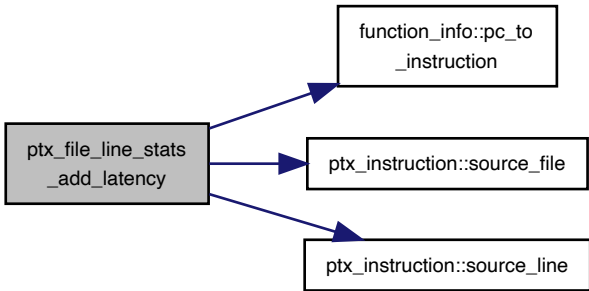 function_info::pc_to
_instruction
ptx_file_line_stats
_add_latency
ptx_instruction::source_file
ptx_instruction::source_line